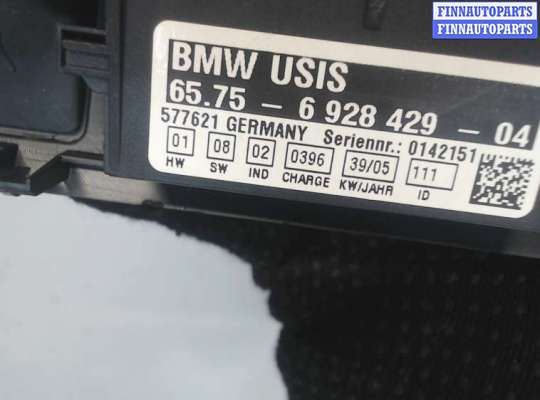 FINNAUTOPARTS
FINNAUTOPARTS
BMW USIS
65.75 - 6 928 429 - 04
577621 GERMANY Seriennr.: 0142151
01 08 02 0396 39/05 111
HW SW IND CHARGE KW/JAHR ID